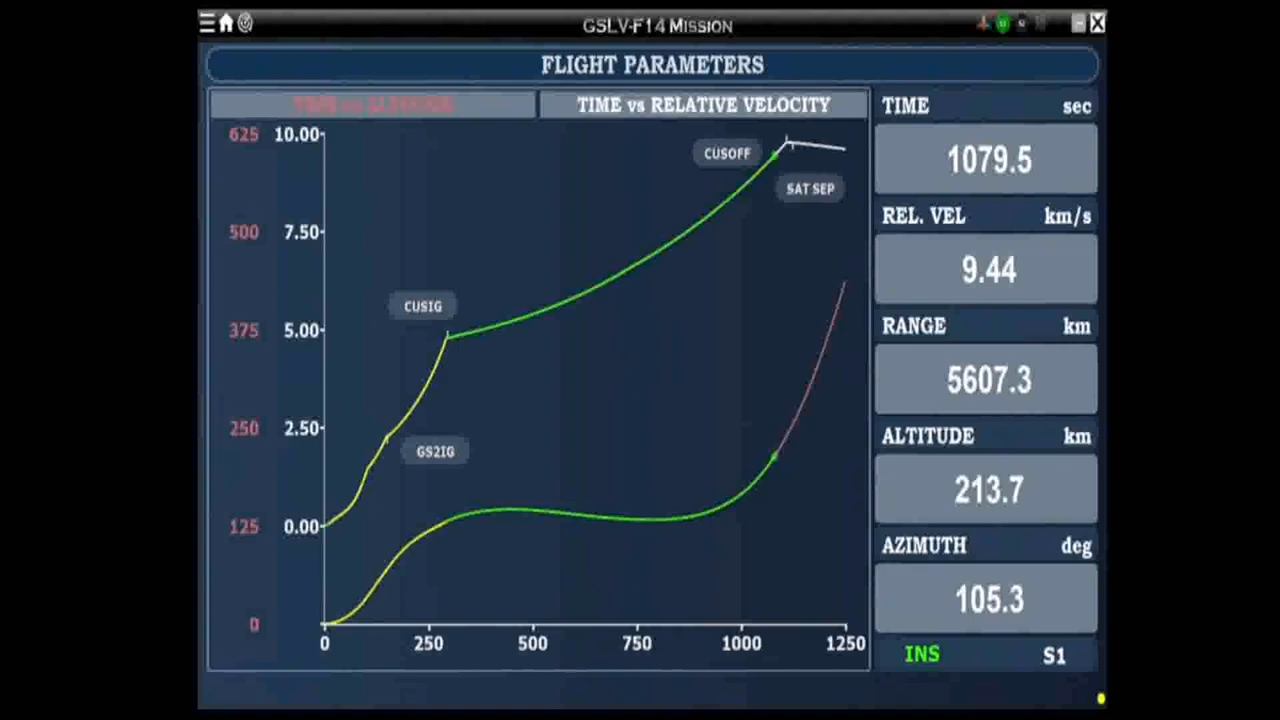 GSLV-F14 MISSION
FLIGHT PARAMETERS
TIME vs ALTITUDE
TIME vs RELATIVE VELOCITY
625
500
375
250
125
0
10.00
7.50
5.00
2.50
0.00
CUSOFF
SAT SEP
CUSIG
GS2IG
0 250 500 750 1000 1250
TIME sec
1079.5
REL. VEL km/s
9.44
RANGE km
5607.3
ALTITUDE km
213.7
AZIMUTH deg
105.3
INS S1